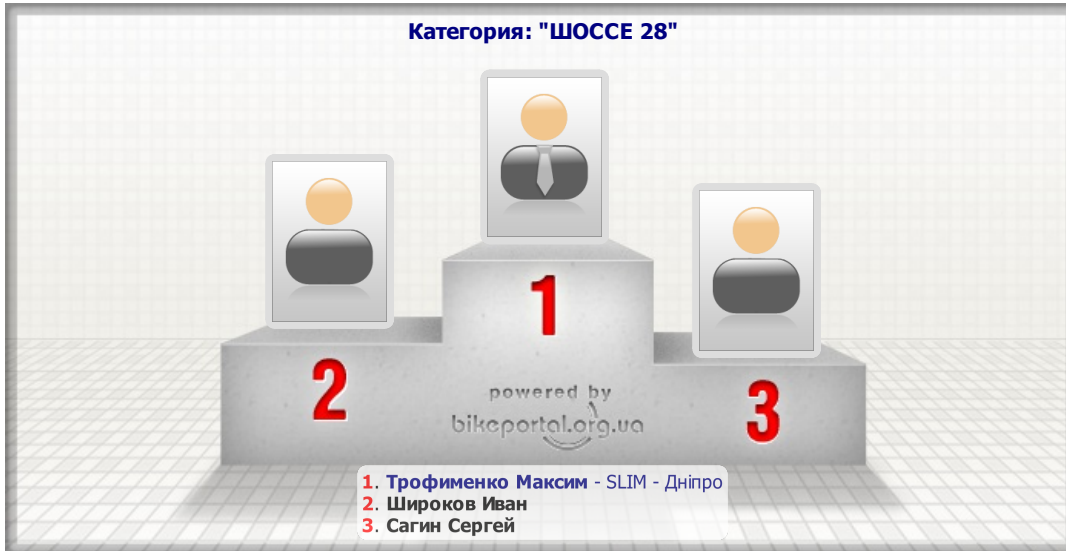 Категория: "ШОССЕ 28"
1
2
3
powered by
bikeportal.org.ua
1. Трофименко Максим - SLIM - Дніпро
2. Широков Иван
3. Сагин Сергей